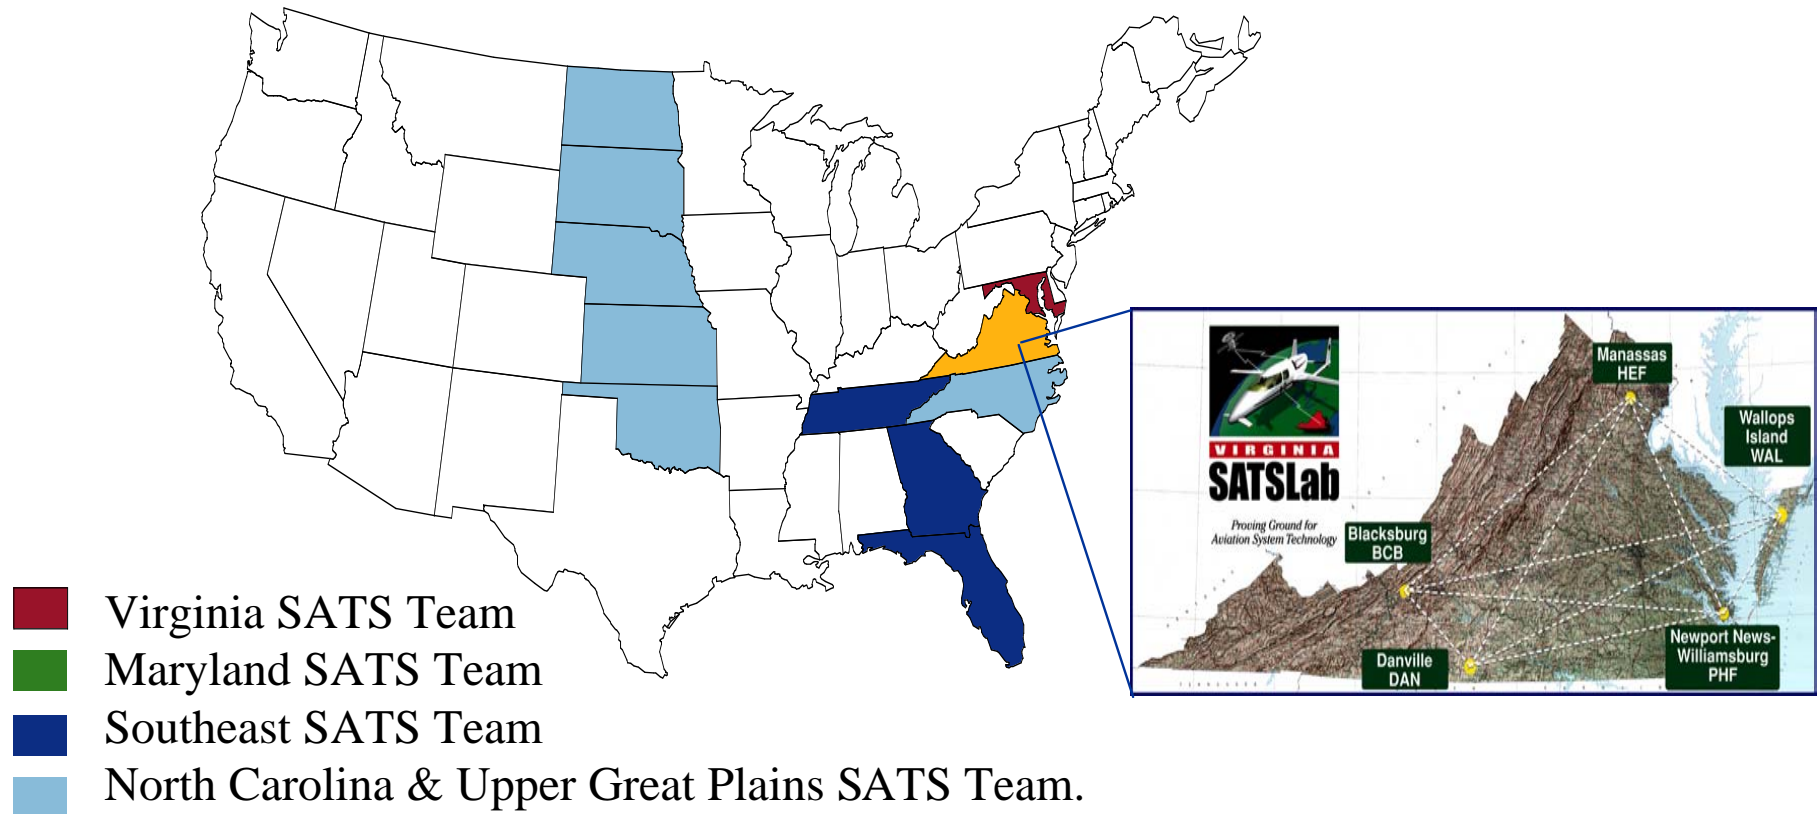 Manassas
HEF
Wallops
Island
WAL
VIRGINIA
SATSLab
Proving Ground for
Aviation System Technology
Blacksburg
BCB
Danville
DAN
Newport News-
Williamsburg
PHF
Virginia SATS Team
Maryland SATS Team
Southeast SATS Team
North Carolina & Upper Great Plains SATS Team.